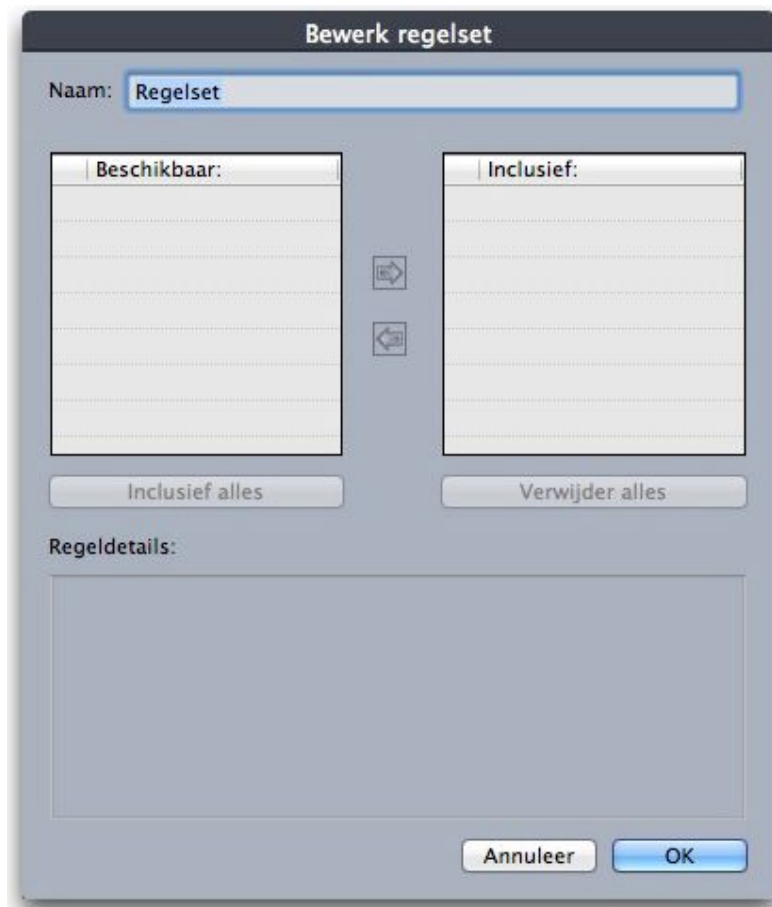 Bewerk regelset
Naam: Regelset
Beschikbaar: Inclusief:
Inclusief alles Verwijder alles
Regeldetails:
Annuleer OK